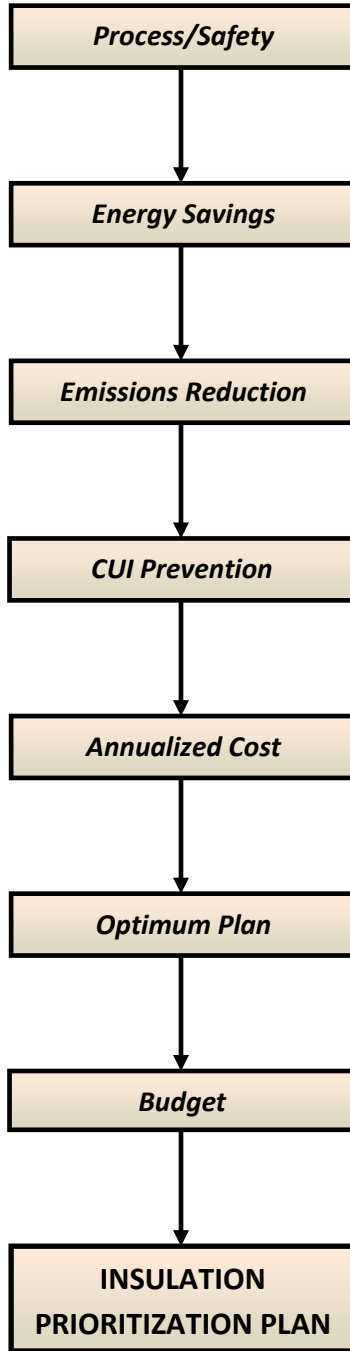 Process/Safety
Energy Savings
Emissions Reduction
CUI Prevention
Annualized Cost
Optimum Plan
Budget
INSULATION
PRIORITIZATION PLAN